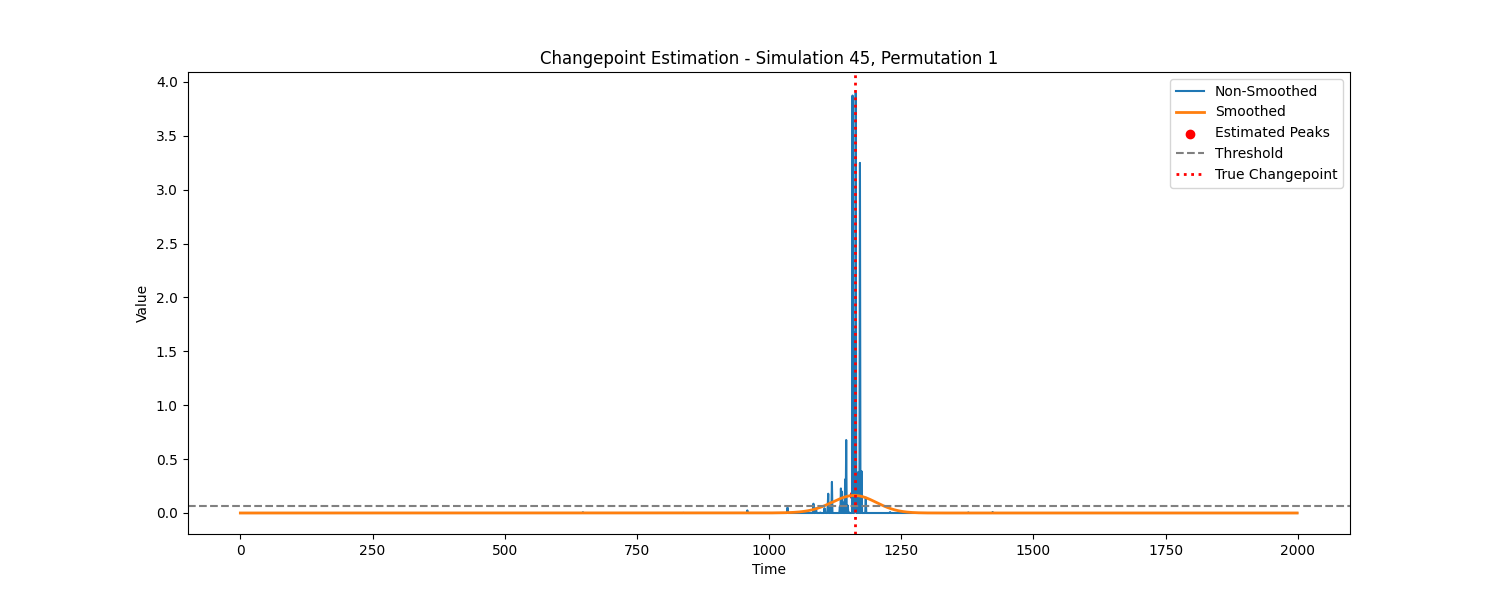 Changepoint Estimation - Simulation 45, Permutation 1
4.0
3.5
3.0
2.5
2.0
1.5
1.0
0.5
0.0
Value
Non-Smoothed
Smoothed
Estimated Peaks
Threshold
True Changepoint
0 250 500 750 1000 1250 1500 1750 2000
Time